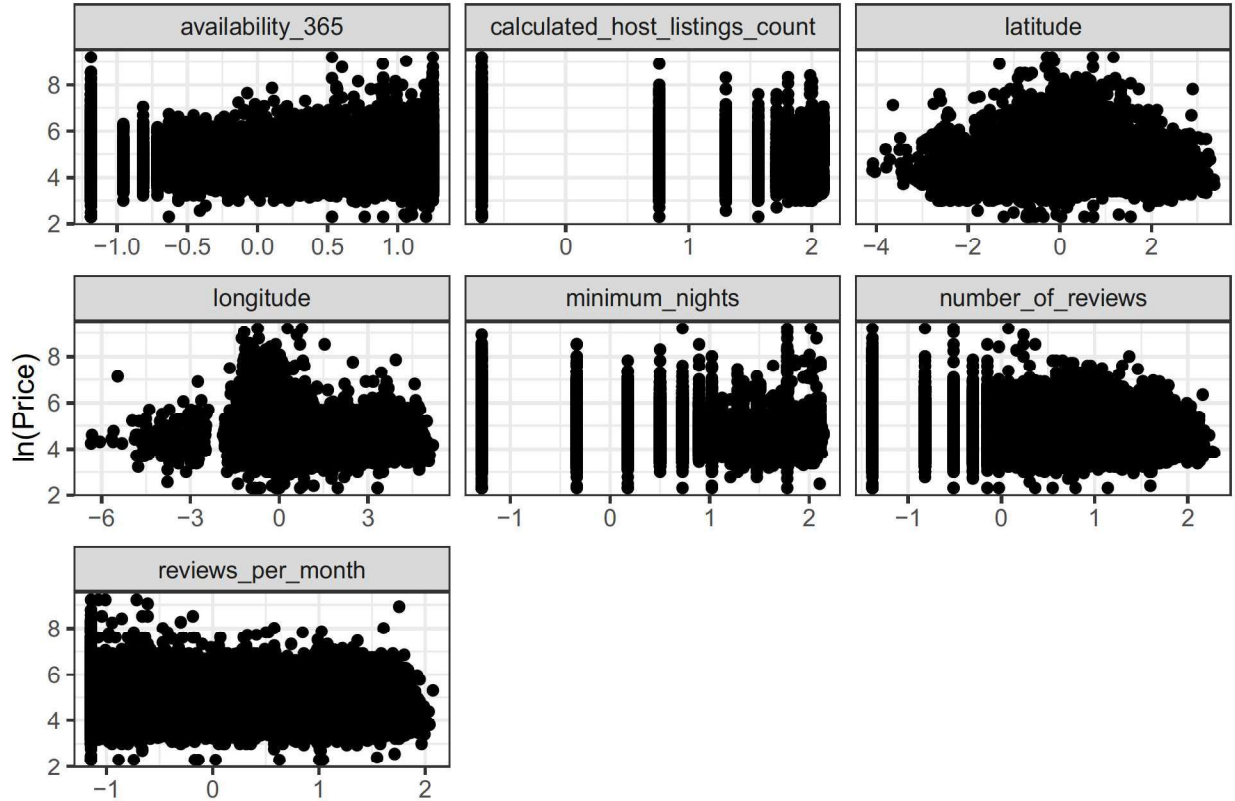 availability_365 calculated_host_listings_count latitude
8
6
4
2
−1.0 −0.5 0.0 0.5 1.0 0 1 2 −4 −2 0 2
longitude minimum_nights number_of_reviews
ln(Price)
8
6
4
2
−6 −3 0 3 −1 0 1 2 −1 0 1 2
reviews_per_month
8
6
4
2
−1 0 1 2